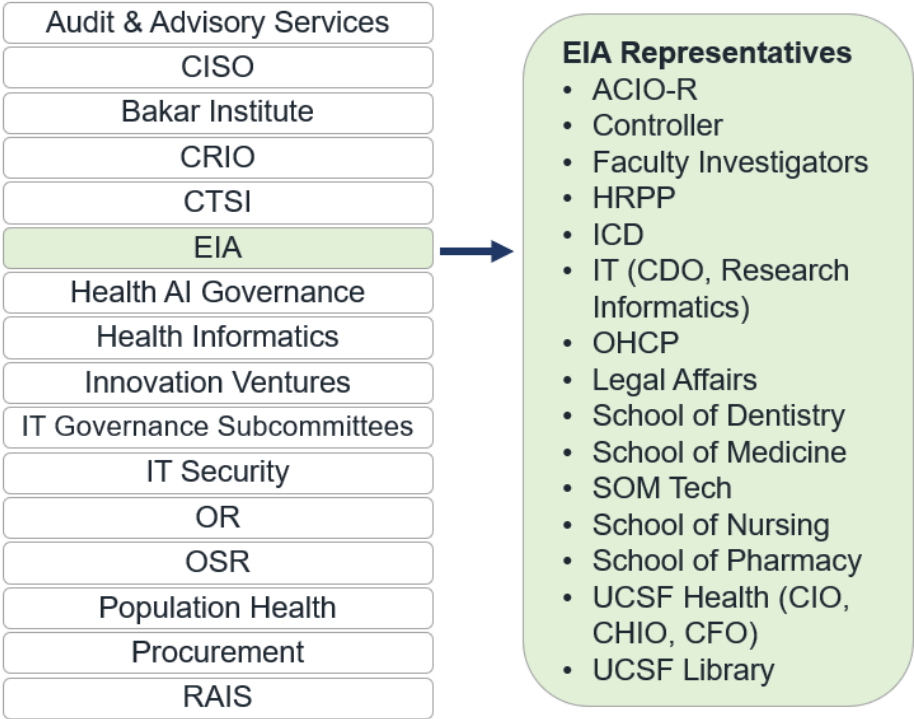 Audit & Advisory Services
CISO
Bakar Institute
CRIO
CTSI
EIA
Health AI Governance
Health Informatics
Innovation Ventures
IT Governance Subcommittees
IT Security
OR
OSR
Population Health
Procurement
RAIS
EIA Representatives
• ACIO-R
• Controller
• Faculty Investigators
• HRPP
• ICD
• IT (CDO, Research
Informatics)
• OHCP
• Legal Affairs
• School of Dentistry
• School of Medicine
• SOM Tech
• School of Nursing
• School of Pharmacy
• UCSF Health (CIO,
CHIO, CFO)
• UCSF Library